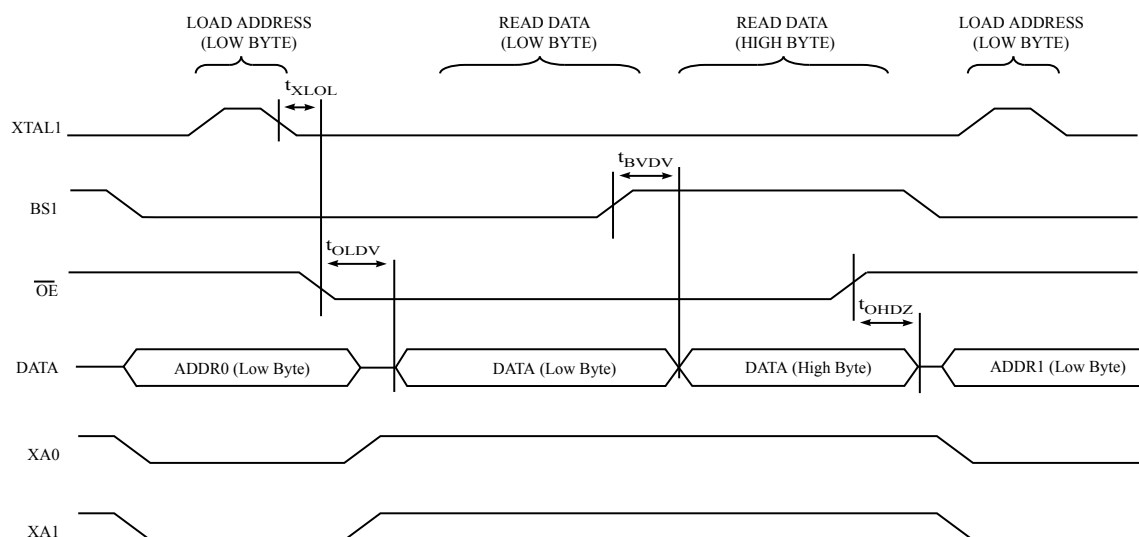 LOAD ADDRESS
(LOW BYTE)
READ DATA
(LOW BYTE)
READ DATA
(HIGH BYTE)
LOAD ADDRESS
(LOW BYTE)
tXLOL
XTAL1
tBVDV
BS1
tOLDV
OE
tOHDZ
DATA
ADDR0 (Low Byte)
DATA (Low Byte)
DATA (High Byte)
ADDR1 (Low Byte)
XA0
XA1